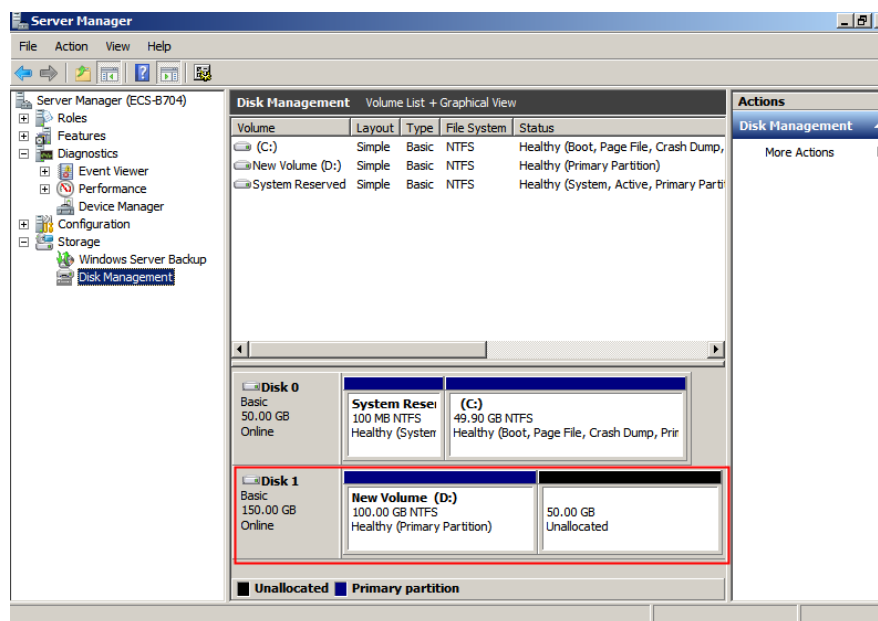 Server Manager
File Action View Help
Server Manager (ECS-B704)
Roles
Features
Diagnostics
Event Viewer
Performance
Device Manager
Configuration
Storage
Windows Server Backup
Disk Management
Disk Management Volume List + Graphical View
Volume Layout Type File System Status
(C:) Simple Basic NTFS Healthy (Boot, Page File, Crash Dump,
New Volume (D:) Simple Basic NTFS Healthy (Primary Partition)
System Reserved Simple Basic NTFS Healthy (System, Active, Primary Parti
Disk 0
Basic
50.00 GB
Online
System Reser
100 MB NTFS
Healthy (System
(C:)
49.90 GB NTFS
Healthy (Boot, Page File, Crash Dump, Prir
Disk 1
Basic
150.00 GB
Online
New Volume (D:)
100.00 GB NTFS
Healthy (Primary Partition)
50.00 GB
Unallocated
Unallocated Primary partition
Actions
Disk Management
More Actions